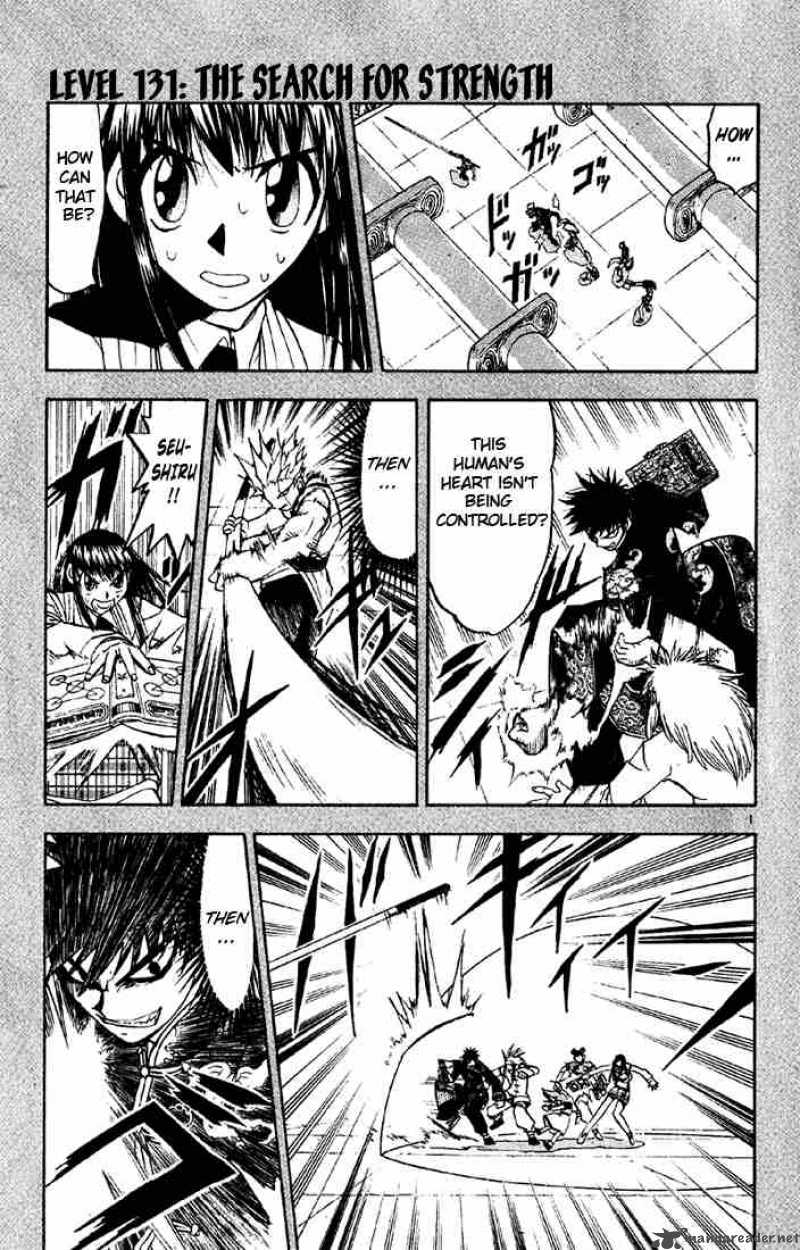 LEVEL 131: THE SEARCH FOR STRENGTH
HOW
...
ガッ
ゴッ
ドッ
ガッ
HOW
CAN
THAT
BE?
THIS
HUMAN'S
HEART ISN'T
BEING
CONTROLLED?
THEN
...
SEU-
SHIRU
!!
1
THEN
...
mangareader.net